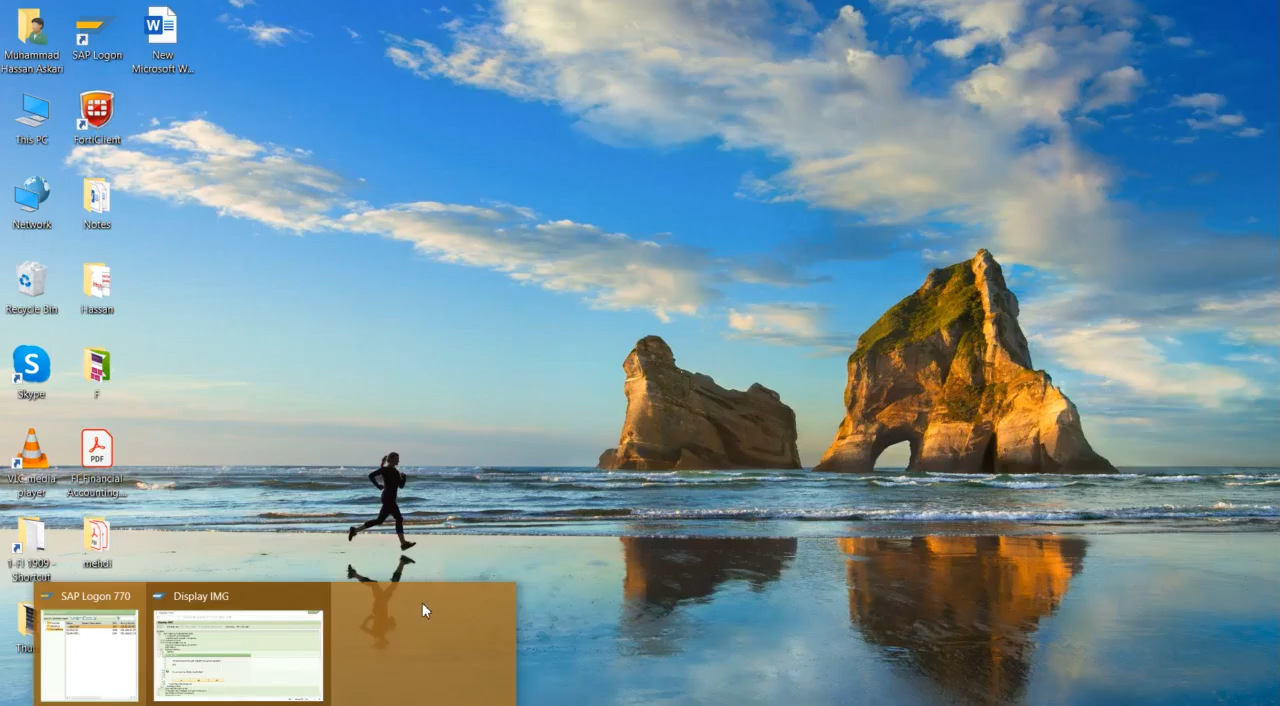 Muhammad
Hassan Askari
SAP Logon
New
Microsoft W...
This PC
FortiClient
Network
Notes
Recycle Bin
Hassan
Skype
F
VLC media
player
PDF
FI Financial
Accounting...
1-FI 1909 -
Shortcut
mehdi
SAP Logon 770
Display IMG